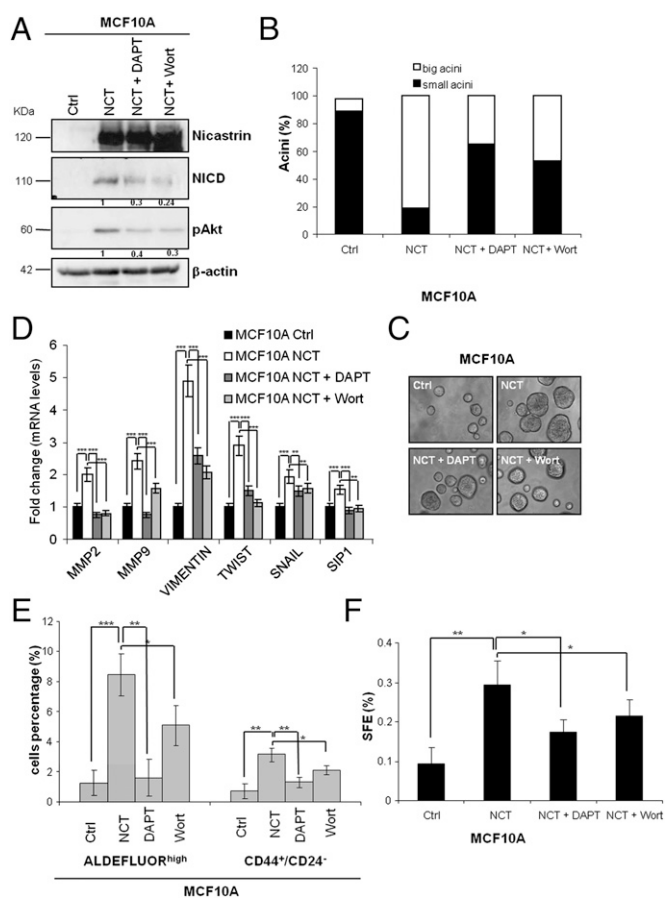 A
MCF10A
KDa
Ctrl
NCT
NCT + DAPT
NCT+ Wort
120
Nicastrin
110
NICD
1 0.3 0.24
60
pAkt
1 0.4 0.3
42
β-actin
B
big acini
small acini
Acini (%)
120
100
80
60
40
20
0
Ctrl NCT NCT + DAPT NCT+ Wort
MCF10A
C
MCF10A
Ctrl NCT
NCT + DAPT NCT + Wort
D
MCF10A Ctrl
MCF10A NCT
MCF10A NCT + DAPT
MCF10A NCT + Wort
Fold change (mRNA levels)
6
5
4
3
2
1
0
*** *** ***
*** *** ***
*** *** ***
*** *** ***
*** ** **
*** *** **
MMP2 MMP9 VIMENTIN TWIST SNAIL SIP1
E
cells percentage (%)
12
10
8
6
4
2
0
*** ** *
** ** *
Ctrl NCT DAPT Wort Ctrl NCT DAPT Wort
ALDEFLUORhigh CD44+/CD24-
MCF10A
F
SFE (%)
0.4
0.3
0.2
0.1
0
** * *
Ctrl NCT NCT + DAPT NCT + Wort
MCF10A